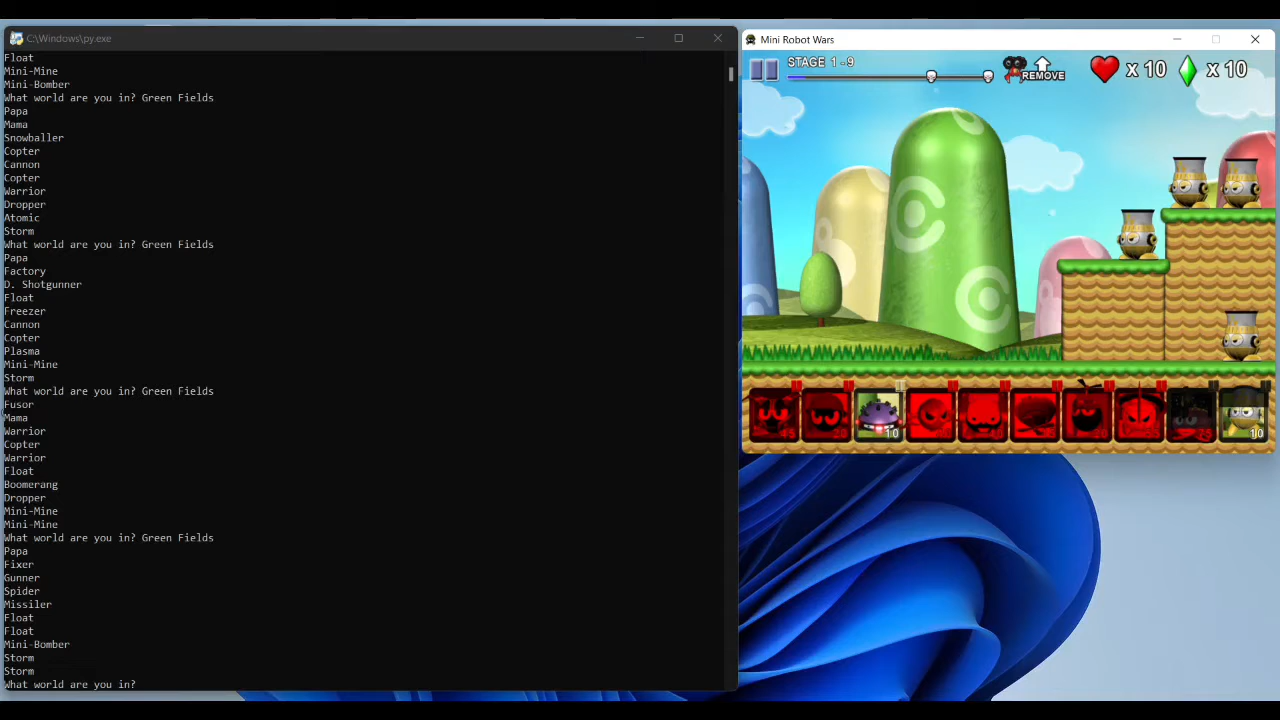 C:\Windows\py.exe
Float
Mini-Mine
Mini-Bomber
What world are you in? Green Fields
Papa
Mama
Snowballer
Copter
Cannon
Copter
Warrior
Dropper
Atomic
Storm
What world are you in? Green Fields
Papa
Factory
D. Shotgunner
Float
Freezer
Cannon
Copter
Plasma
Mini-Mine
Storm
What world are you in? Green Fields
Fusor
Mama
Warrior
Copter
Warrior
Float
Boomerang
Dropper
Mini-Mine
Mini-Mine
What world are you in? Green Fields
Papa
Fixer
Gunner
Spider
Missiler
Float
Float
Mini-Bomber
Storm
Storm
What world are you in?
Mini Robot Wars
STAGE 1 - 9
REMOVE
x 10
x 10
10
10